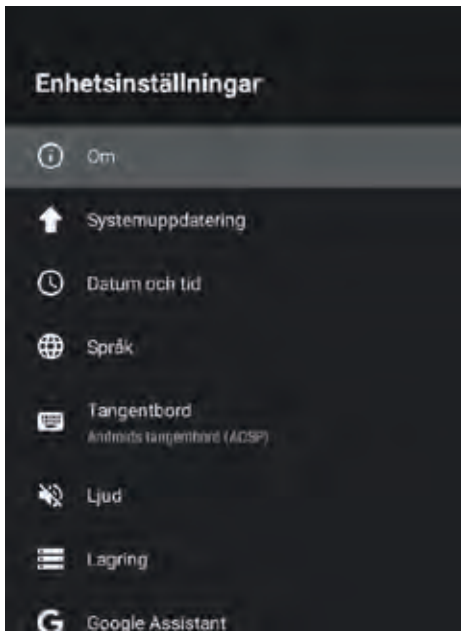 Enhetsinställningar
Om
Systemuppdatering
Datum och tid
Språk
Tangentbord
Androids tangentbord (AOSP)
Ljud
Lagring
Google Assistant